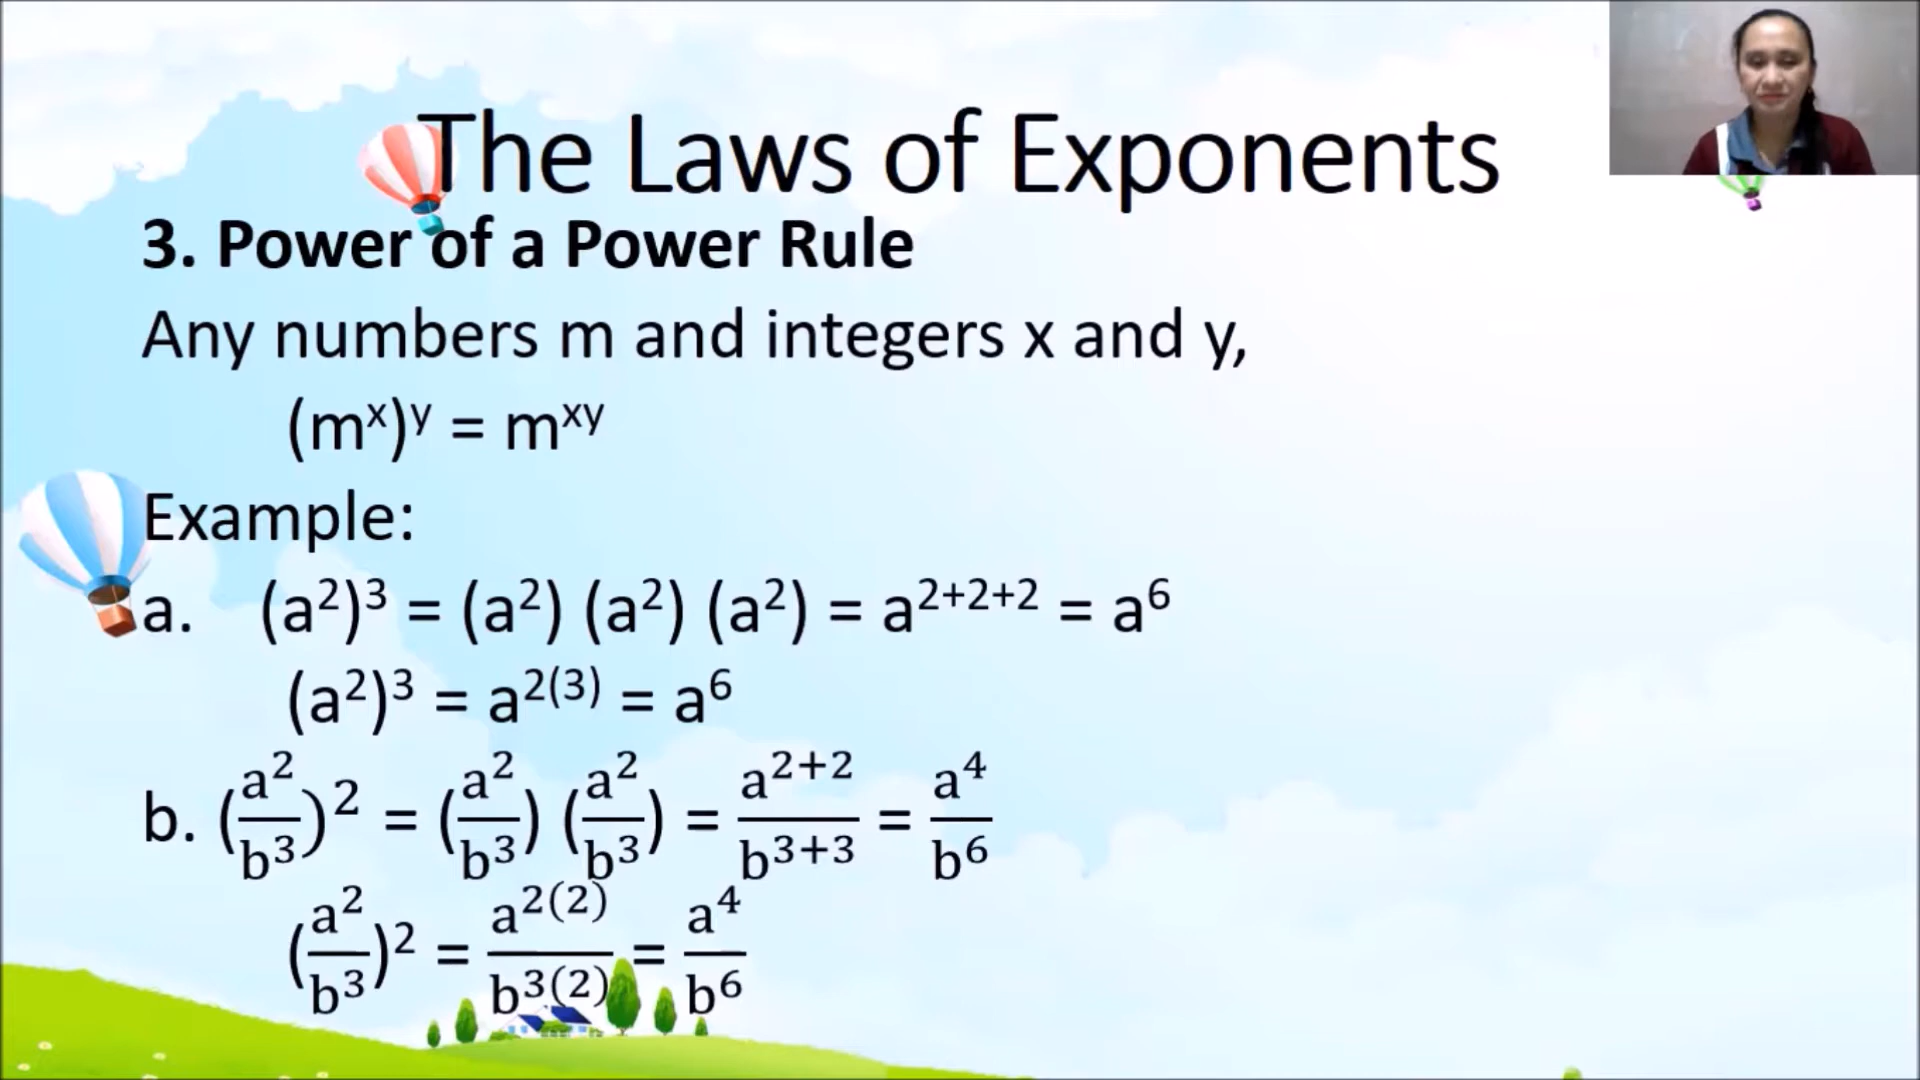 The Laws of Exponents
3. Power of a Power Rule
Any numbers m and integers x and y,
(mˣ)ʸ = mˣʸ
Example:
a. (a²)³ = (a²) (a²) (a²) = a²⁺²⁺² = a⁶
(a²)³ = a²⁽³⁾ = a⁶
b. (a²/b³)² = (a²/b³) (a²/b³) = a²⁺²/b³⁺³ = a⁴/b⁶
(a²/b³)² = a²⁽²⁾/b³⁽²⁾ = a⁴/b⁶